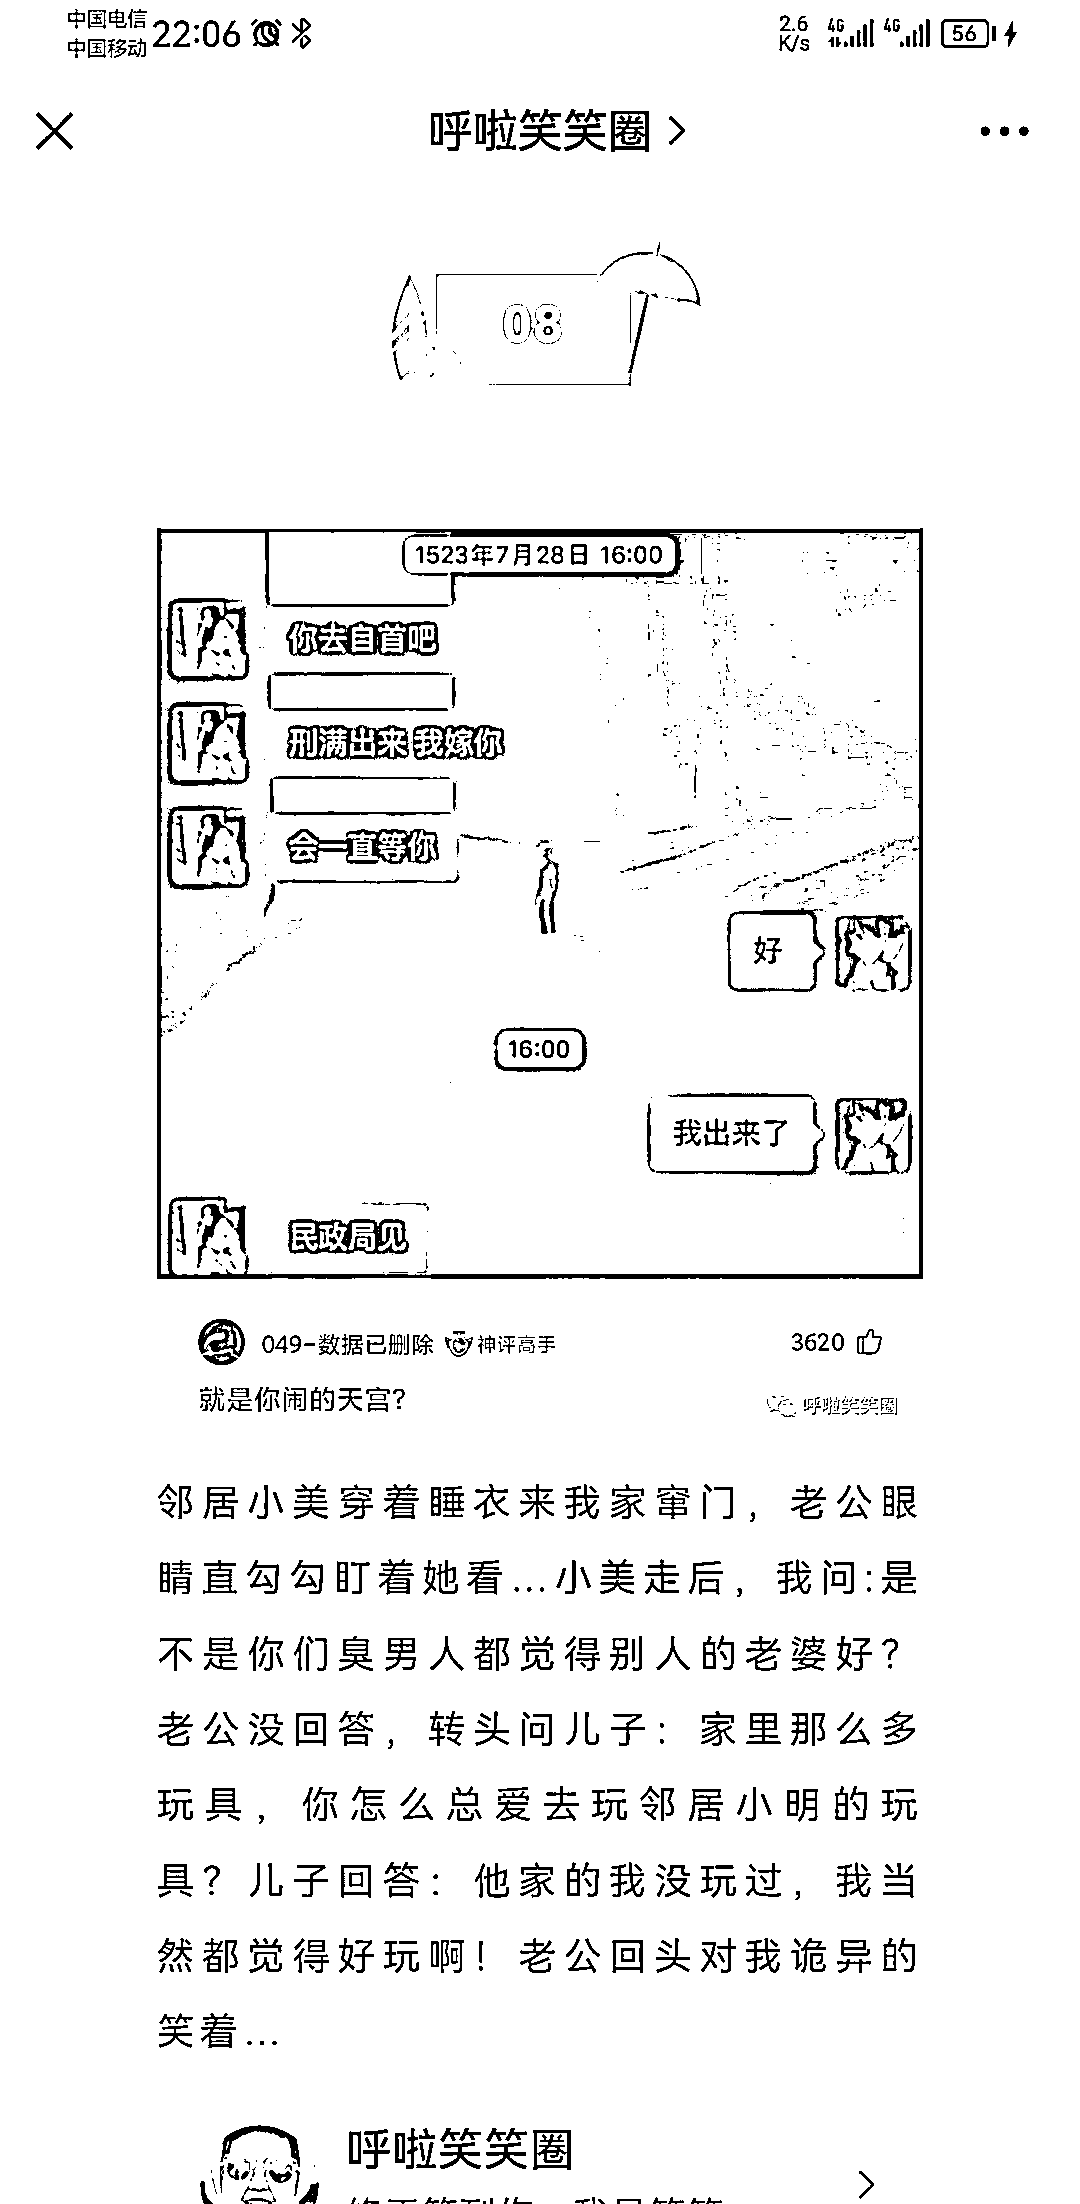 中国电信
中国移动
22:06
2.6
K/s
4G
4G
56
呼啦笑笑圈
08
1523年7月28日 16:00
你去自首吧
刑满出来 我嫁你
会一直等你
好
16:00
我出来了
民政局见
049-数据已删除 神评高手 3620
就是你闹的天宫?
呼啦笑笑圈
邻居小美穿着睡衣来我家窜门，老公眼
睛直勾勾盯着她看...小美走后，我问:是
不是你们臭男人都觉得别人的老婆好?
老公没回答，转头问儿子：家里那么多
玩具，你怎么总爱去玩邻居小明的玩
具? 儿子回答：他家的我没玩过，我当
然都觉得好玩啊！老公回头对我诡异的
笑着...
呼啦笑笑圈